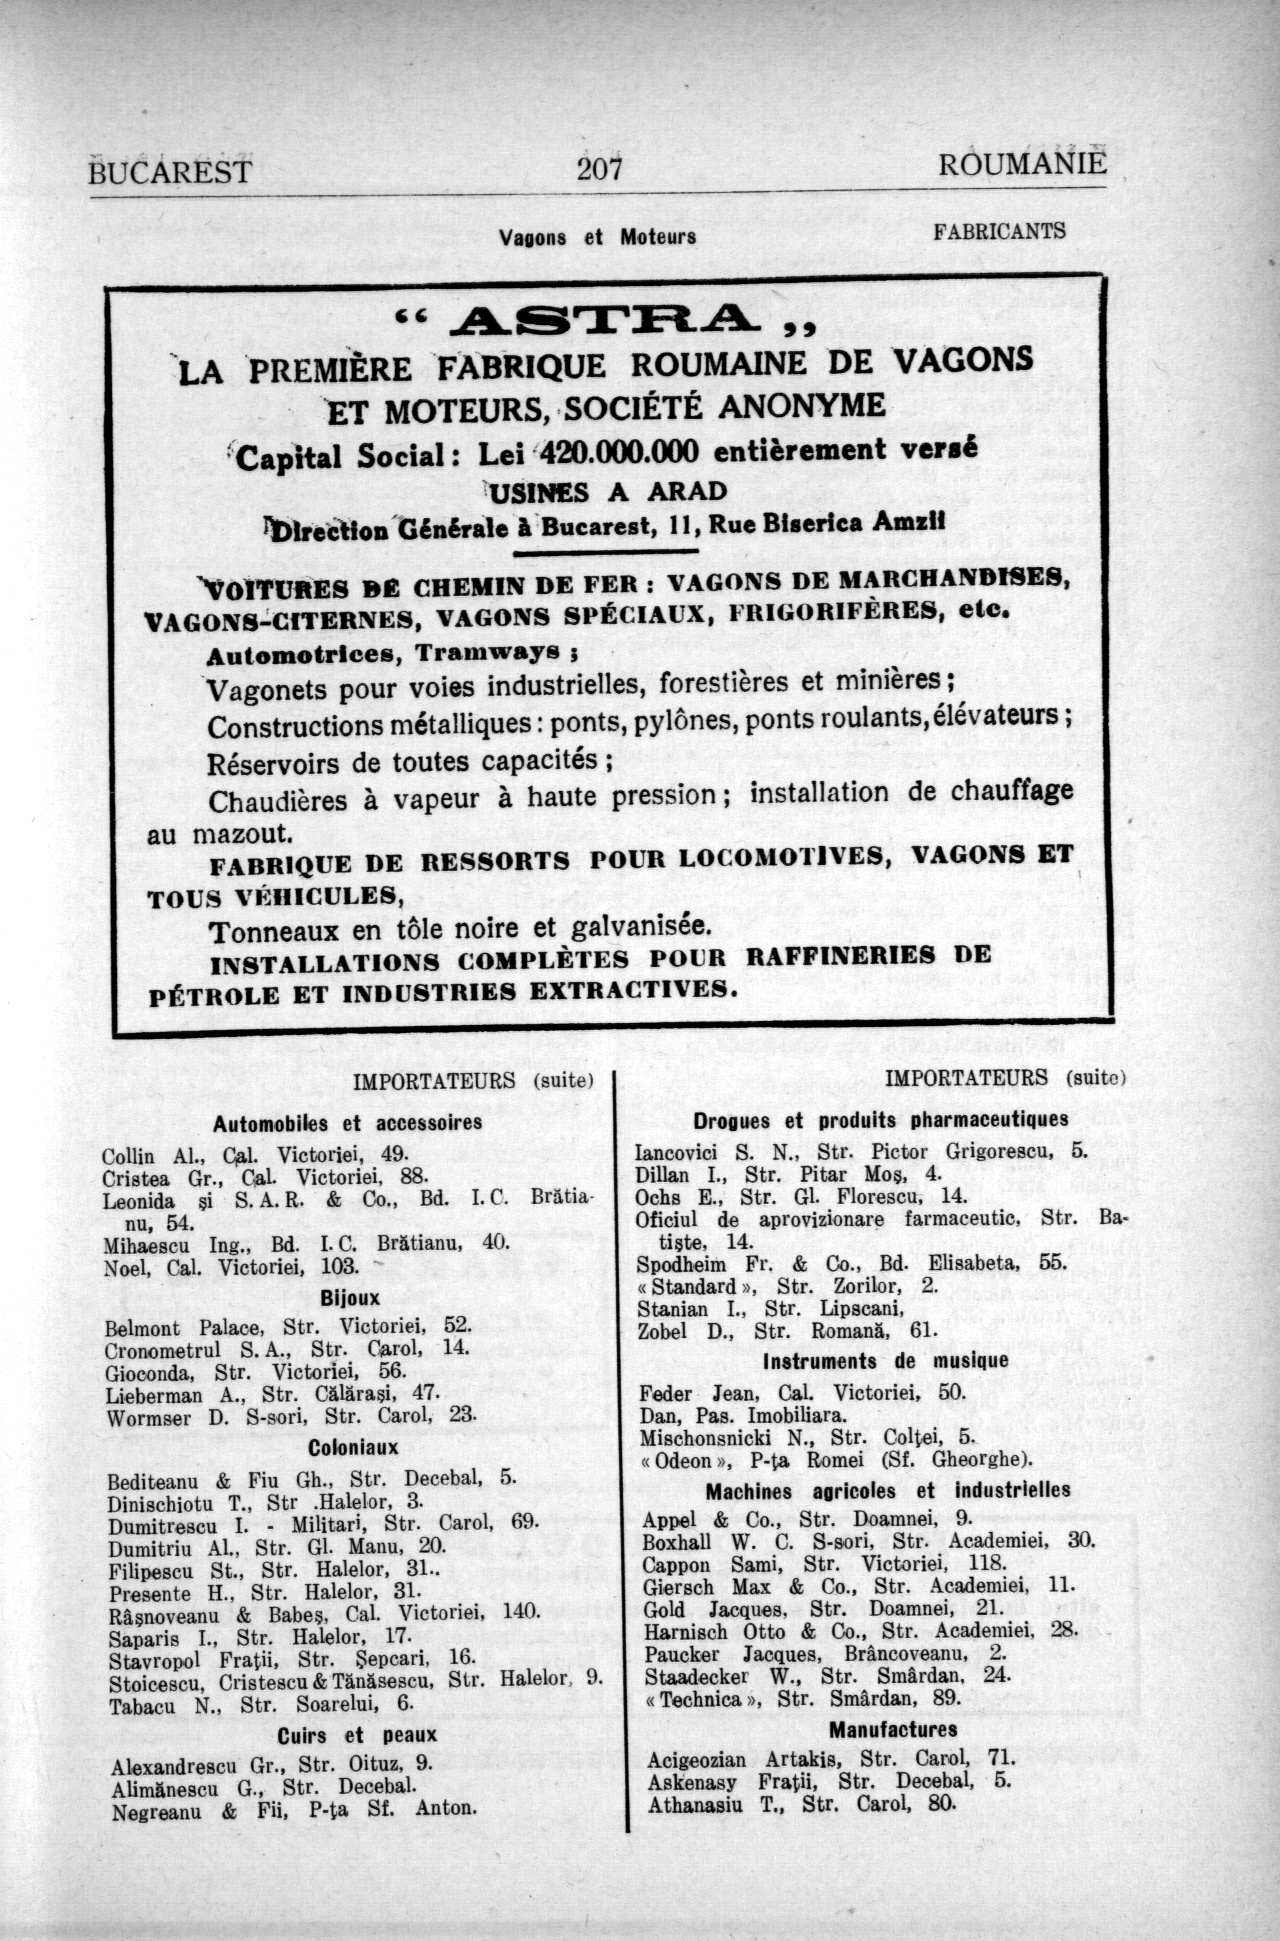 BUCAREST 207 ROUMANIE
Vagons et Moteurs FABRICANTS
“ ASTRA „
LA PREMIÈRE FABRIQUE ROUMAINE DE VAGONS
ET MOTEURS, SOCIÉTÉ ANONYME
Capital Social : Lei 420.000.000 entièrement versé
USINES A ARAD
Direction Générale à Bucarest, 11, Rue Biserica Amzii
VOITURES DE CHEMIN DE FER : VAGONS DE MARCHANDISES,
VAGONS-CITERNES, VAGONS SPÉCIAUX, FRIGORIFÈRES, etc.
Automotrices, Tramways ;
Vagonets pour voies industrielles, forestières et minières ;
Constructions métalliques : ponts, pylônes, ponts roulants, élévateurs ;
Réservoirs de toutes capacités ;
Chaudières à vapeur à haute pression ; installation de chauffage
au mazout.
FABRIQUE DE RESSORTS POUR LOCOMOTIVES, VAGONS ET
TOUS VÉHICULES,
Tonneaux en tôle noire et galvanisée.
INSTALLATIONS COMPLÈTES POUR RAFFINERIES DE
PÉTROLE ET INDUSTRIES EXTRACTIVES.
IMPORTATEURS (suite)
Automobiles et accessoires
Collin Al., Cal. Victoriei, 49.
Cristea Gr., Cal. Victoriei, 88.
Leonida și S. A. R. & Co., Bd. I. C. Brătia-
nu, 54.
Mihaescu Ing., Bd. I. C. Brătianu, 40.
Noel, Cal. Victoriei, 103.
Bijoux
Belmont Palace, Str. Victoriei, 52.
Cronometrul S. A., Str. Carol, 14.
Gioconda, Str. Victoriei, 56.
Lieberman A., Str. Călărași, 47.
Wormser D. S-sori, Str. Carol, 23.
Coloniaux
Bediteanu & Fiu Gh., Str. Decebal, 5.
Dinischiotu T., Str .Halelor, 3.
Dumitrescu I. - Militari, Str. Carol, 69.
Dumitriu Al., Str. Gl. Manu, 20.
Filipescu St., Str. Halelor, 31..
Presente H., Str. Halelor, 31.
Râșnoveanu & Babeș, Cal. Victoriei, 140.
Saparis I., Str. Halelor, 17.
Stavropol Frații, Str. Șepcari, 16.
Stoicescu, Cristescu & Tănăsescu, Str. Halelor, 9.
Tabacu N., Str. Soarelui, 6.
Cuirs et peaux
Alexandrescu Gr., Str. Oituz, 9.
Alimănescu G., Str. Decebal.
Negreanu & Fii, P-ța Sf. Anton.
IMPORTATEURS (suite)
Drogues et produits pharmaceutiques
Iancovici S. N., Str. Pictor Grigorescu, 5.
Dillan I., Str. Pitar Moș, 4.
Ochs E., Str. Gl. Florescu, 14.
Oficiul de aprovizionare farmaceutic, Str. Ba-
tiște, 14.
Spodheim Fr. & Co., Bd. Elisabeta, 55.
« Standard », Str. Zorilor, 2.
Stanian I., Str. Lipscani,
Zobel D., Str. Romană, 61.
Instruments de musique
Feder Jean, Cal. Victoriei, 50.
Dan, Pas. Imobiliara.
Mischonsnicki N., Str. Colței, 5.
« Odeon », P-ța Romei (Sf. Gheorghe).
Machines agricoles et industrielles
Appel & Co., Str. Doamnei, 9.
Boxhall W. C. S-sori, Str. Academiei, 30.
Cappon Sami, Str. Victoriei, 118.
Giersch Max & Co., Str. Academiei, 11.
Gold Jacques, Str. Doamnei, 21.
Harnisch Otto & Co., Str. Academiei, 28.
Paucker Jacques, Brâncoveanu, 2.
Staadecker W., Str. Smârdan, 24.
« Technica », Str. Smârdan, 89.
Manufactures
Acigeozian Artakis, Str. Carol, 71.
Askenasy Frații, Str. Decebal, 5.
Athanasiu T., Str. Carol, 80.